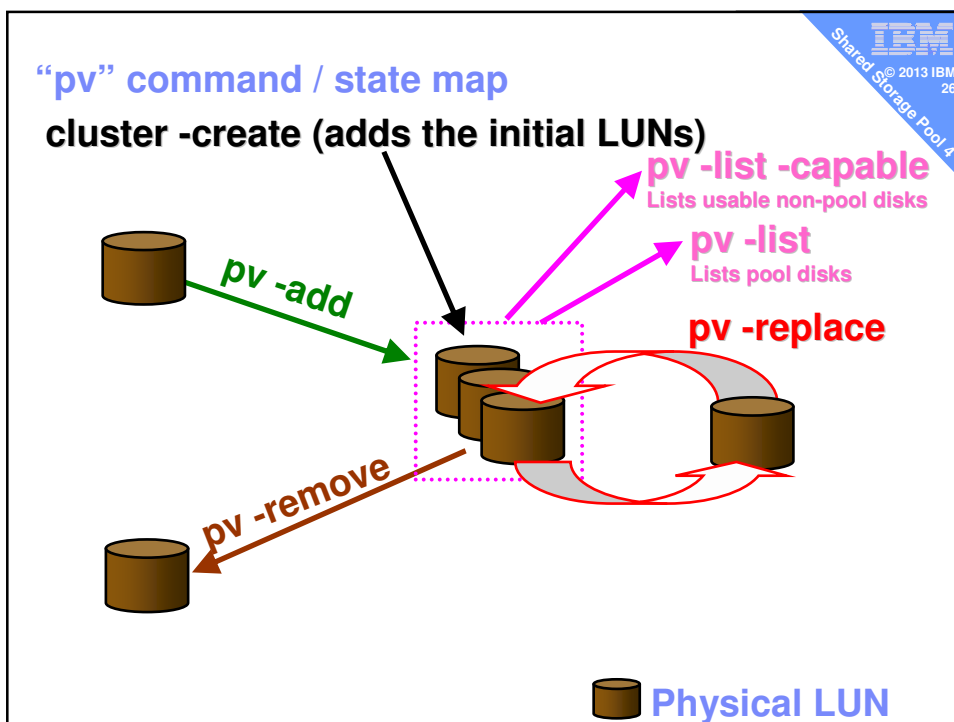 “pv” command / state map
cluster -create (adds the initial LUNs)
IBM
© 2013 IBM
26
Shared Storage Pool 4
pv -list -capable
Lists usable non-pool disks
pv -list
Lists pool disks
pv -add
pv -replace
pv -remove
Physical LUN